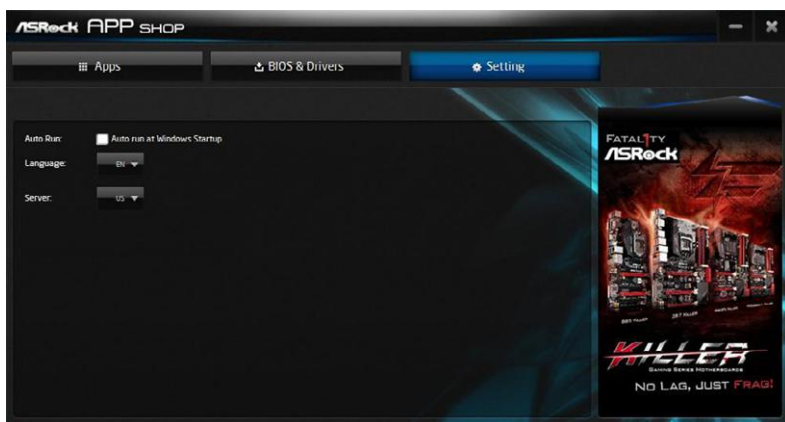 ASRock APP SHOP
Apps
BIOS & Drivers
Setting
Auto Run:
Auto run at Windows Startup
Language:
EN
Server:
US
FATAL1TY
ASRock
KILLER
GAMING SERIES MOTHERBOARDS
NO LAG, JUST FRAG!